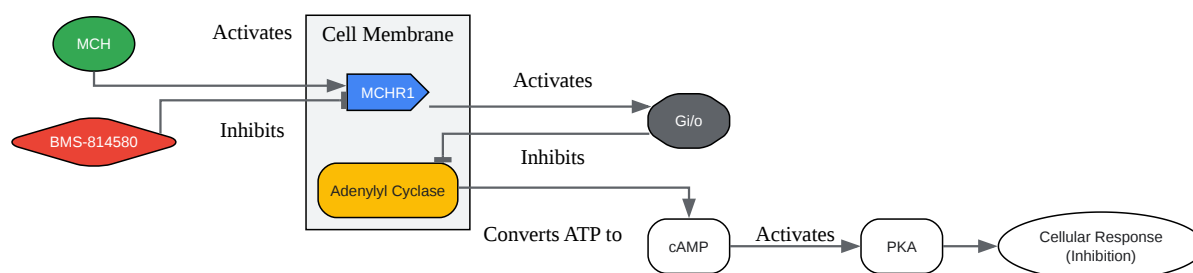 Activates
Cell Membrane
MCH
MCHR1
Activates
Inhibits
BMS-814580
Gi/o
Inhibits
Adenylyl Cyclase
Converts ATP to
cAMP
Activates
PKA
Cellular Response
(Inhibition)